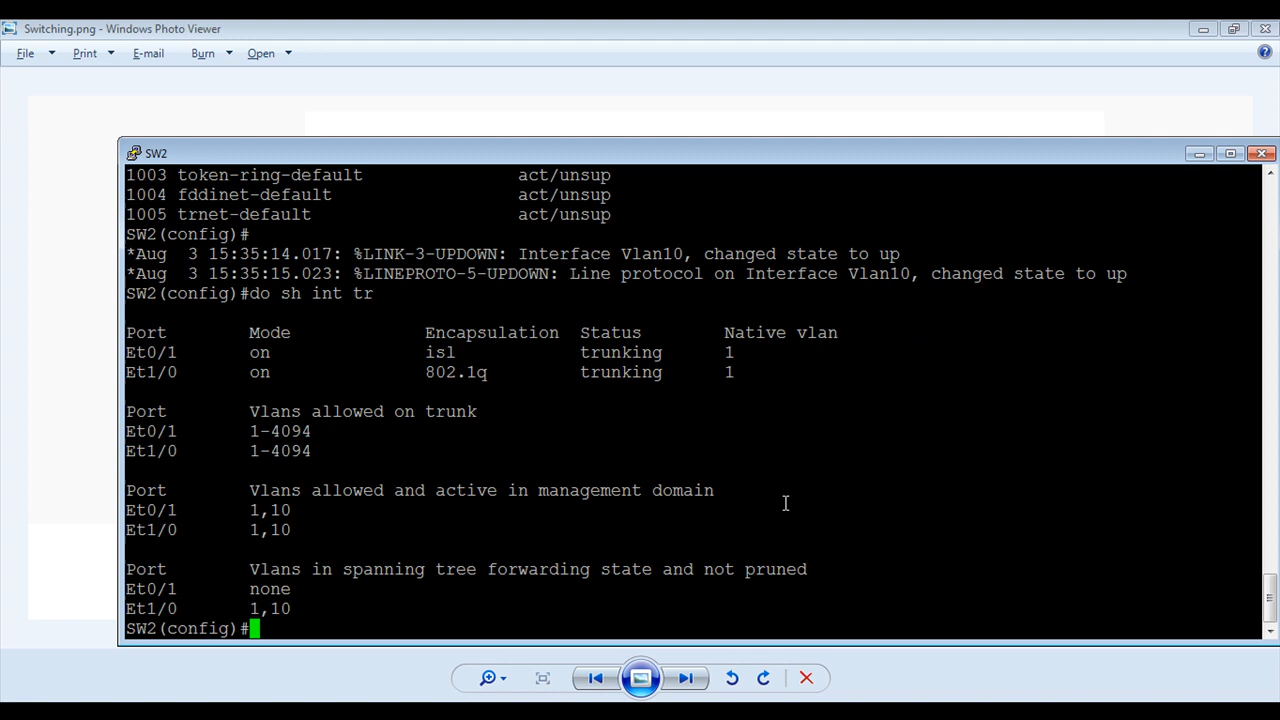 Switching.png - Windows Photo Viewer
File Print E-mail Burn Open
SW2
1003 token-ring-default act/unsup
1004 fddinet-default act/unsup
1005 trnet-default act/unsup
SW2(config)#
*Aug  3 15:35:14.017: %LINK-3-UPDOWN: Interface Vlan10, changed state to up
*Aug  3 15:35:15.023: %LINEPROTO-5-UPDOWN: Line protocol on Interface Vlan10, changed state to up
SW2(config)#do sh int tr
Port Mode Encapsulation Status Native vlan
Et0/1 on isl trunking 1
Et1/0 on 802.1q trunking 1
Port Vlans allowed on trunk
Et0/1 1-4094
Et1/0 1-4094
Port Vlans allowed and active in management domain
Et0/1 1,10
Et1/0 1,10
Port Vlans in spanning tree forwarding state and not pruned
Et0/1 none
Et1/0 1,10
SW2(config)#